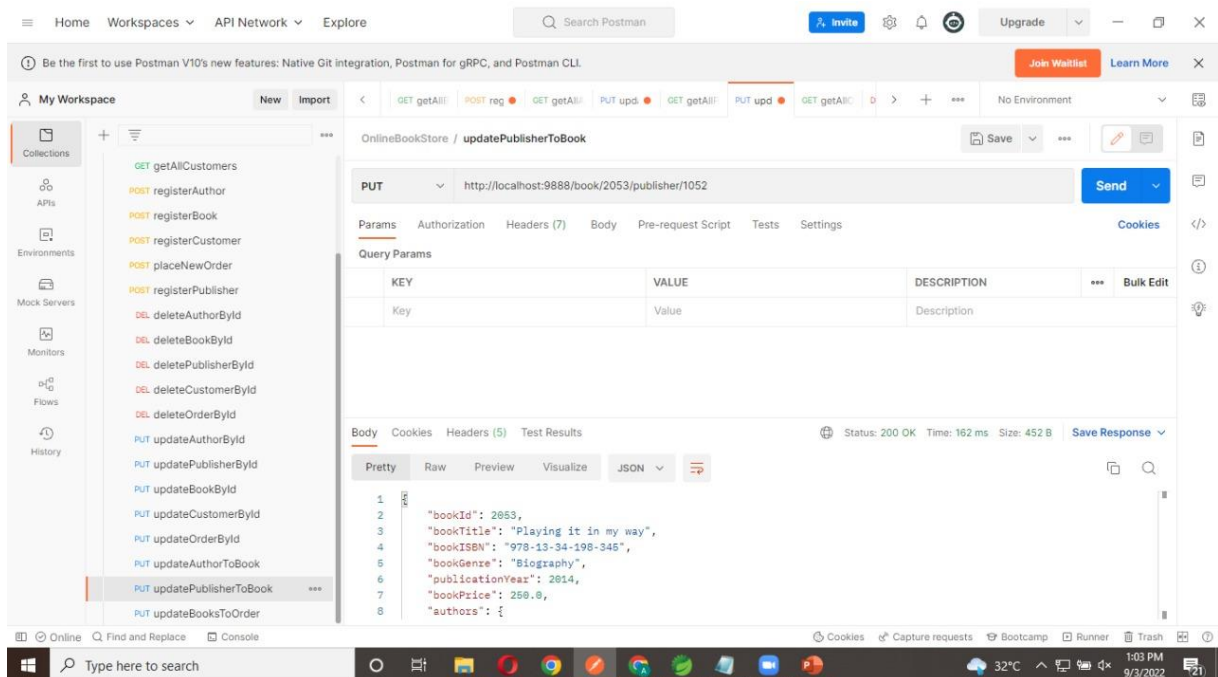 Home Workspaces API Network Explore Search Postman Invite Upgrade
Be the first to use Postman V10's new features: Native Git integration, Postman for gRPC, and Postman CLI. Join Waitlist Learn More
My Workspace New Import
GET getAllE POST reg GET getAllA PUT upd GET getAllP PUT upd GET getAllC D No Environment
Collections
APIs
Environments
Mock Servers
Monitors
Flows
History
GET getAllCustomers
POST registerAuthor
POST registerBook
POST registerCustomer
POST placeNewOrder
POST registerPublisher
DEL deleteAuthorById
DEL deleteBookById
DEL deletePublisherById
DEL deleteCustomerById
DEL deleteOrderById
PUT updateAuthorById
PUT updatePublisherById
PUT updateBookById
PUT updateCustomerById
PUT updateOrderById
PUT updateAuthorToBook
PUT updatePublisherToBook
PUT updateBooksToOrder
OnlineBookStore / updatePublisherToBook Save
PUT http://localhost:9888/book/2053/publisher/1052 Send
Params Authorization Headers (7) Body Pre-request Script Tests Settings Cookies
Query Params
KEY VALUE DESCRIPTION Bulk Edit
Key Value Description
Body Cookies Headers (5) Test Results Status: 200 OK Time: 162 ms Size: 452 B Save Response
Pretty Raw Preview Visualize JSON
1 {
2 "bookId": 2053,
3 "bookTitle": "Playing it in my way",
4 "bookISBN": "978-13-34-198-345",
5 "bookGenre": "Biography",
6 "publicationYear": 2014,
7 "bookPrice": 250.0,
8 "authors": {
Online Find and Replace Console Cookies Capture requests Bootcamp Runner Trash
Type here to search 32°C 1:03 PM
9/3/2022 21